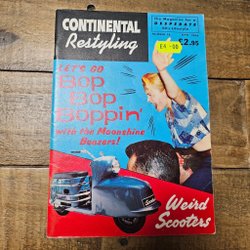 CONTINENTAL
Restyling
The Magazine for a
DESPERATE
£2.95
£4-00
LET'S GO
Bop
Bop
Boppin'
with the Moonshine
Boozers!
Weird
Scooters